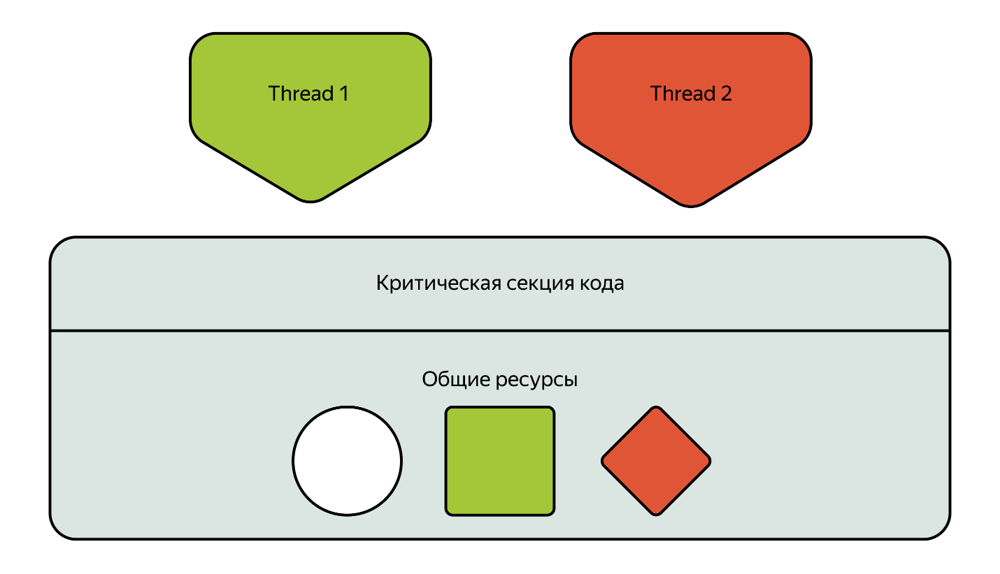 Thread 1
Thread 2
Критическая секция кода
Общие ресурсы